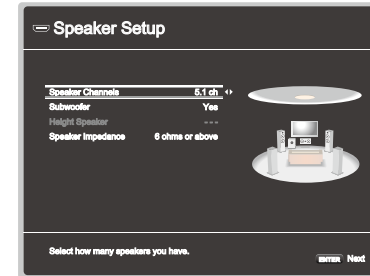 Speaker Setup
Speaker Channels 5.1 ch
Subwoofer Yes
Height Speaker ---
Speaker Impedance 6 ohms or above
Select how many speakers you have.
ENTER Next